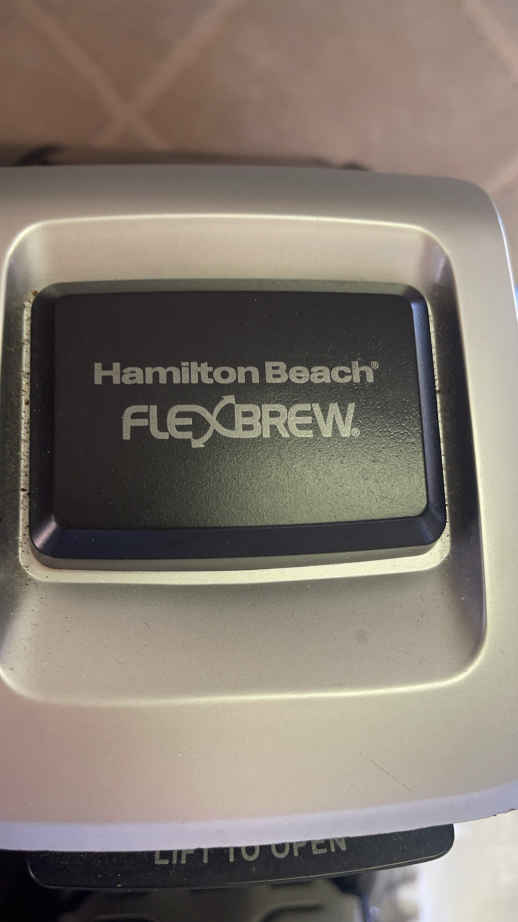 Hamilton Beach®
FLEXBREW®
LIFT TO OPEN